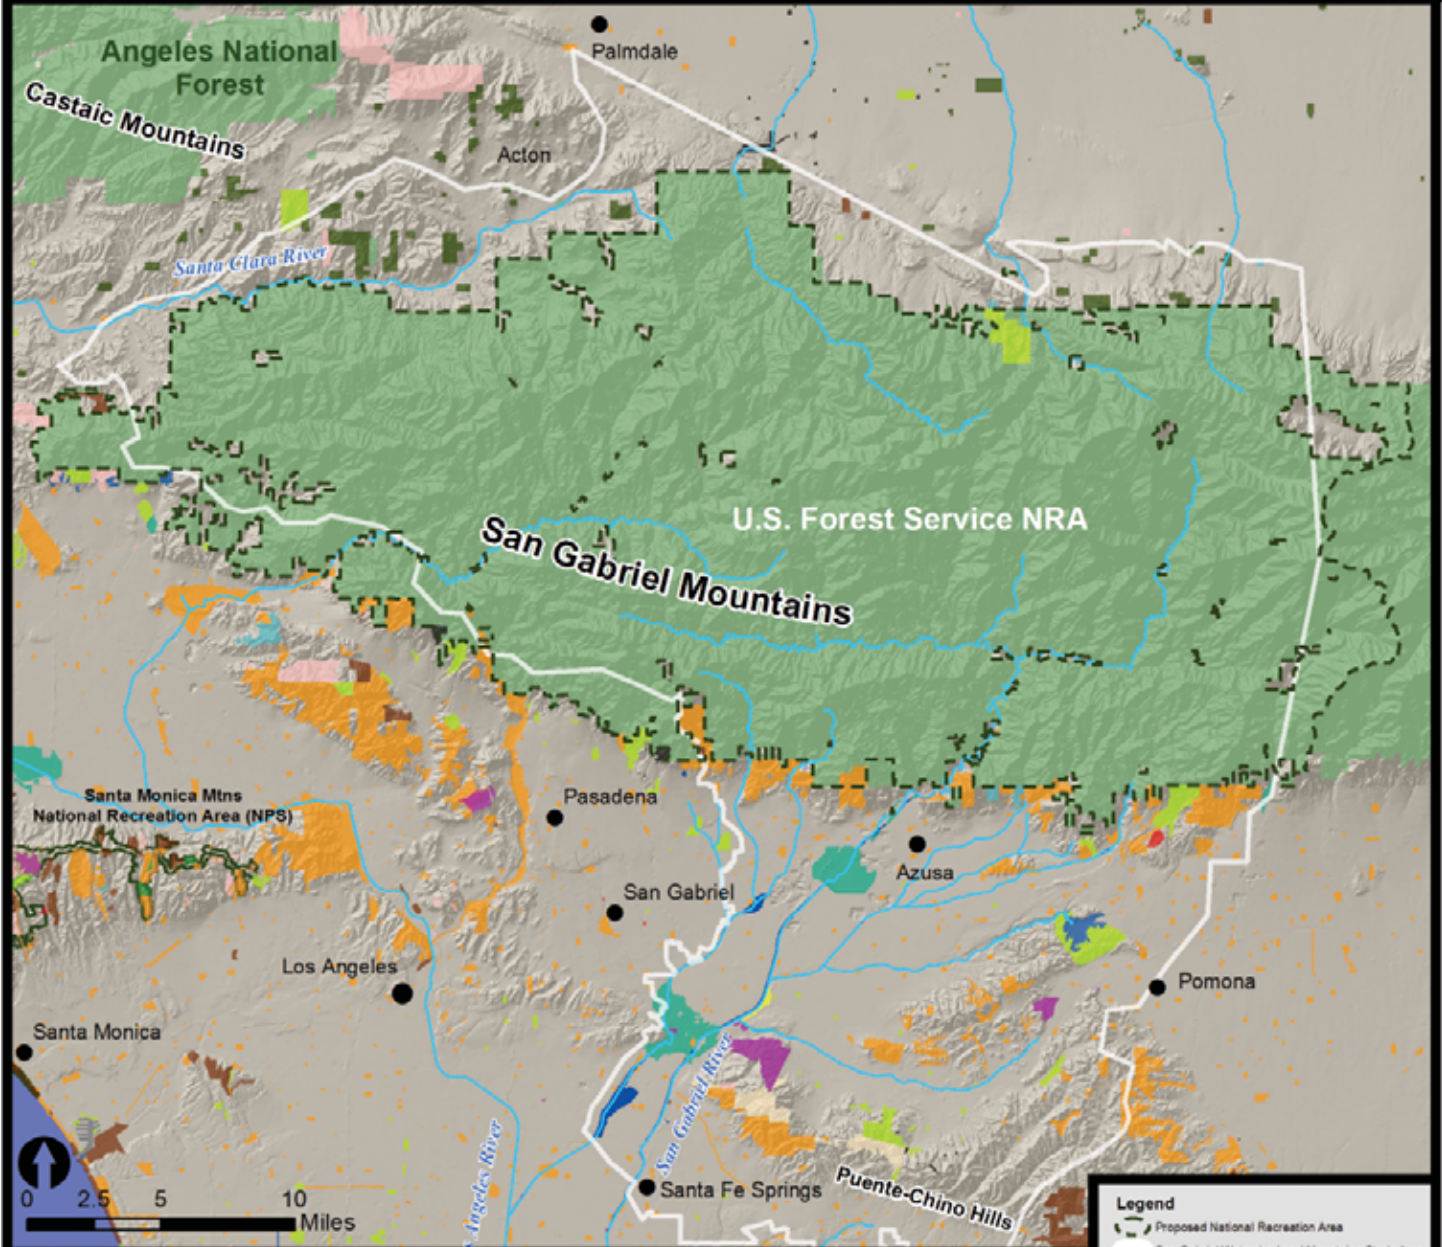 Palmdale
Angeles National
Forest
Castaic Mountains
Acton
Santa Clara River
U.S. Forest Service NRA
San Gabriel Mountains
Santa Monica Mtns
National Recreation Area (NPS)
Pasadena
Azusa
San Gabriel
Los Angeles
Pomona
Santa Monica
San Gabriel River
Angeles River
Santa Fe Springs
Puente-Chino Hills
0 2.5 5 10
Miles
Legend
Proposed National Recreation Area